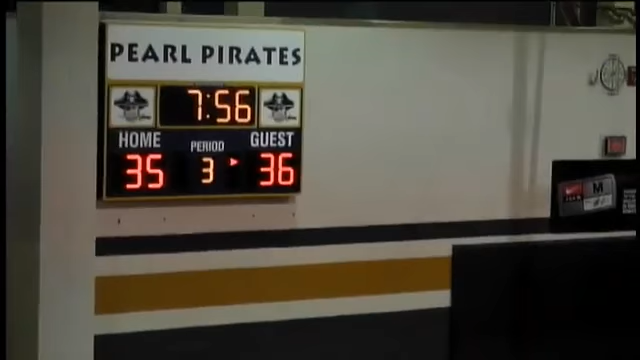 PEARL PIRATES
7:56
HOME PERIOD GUEST
35 3 36
M